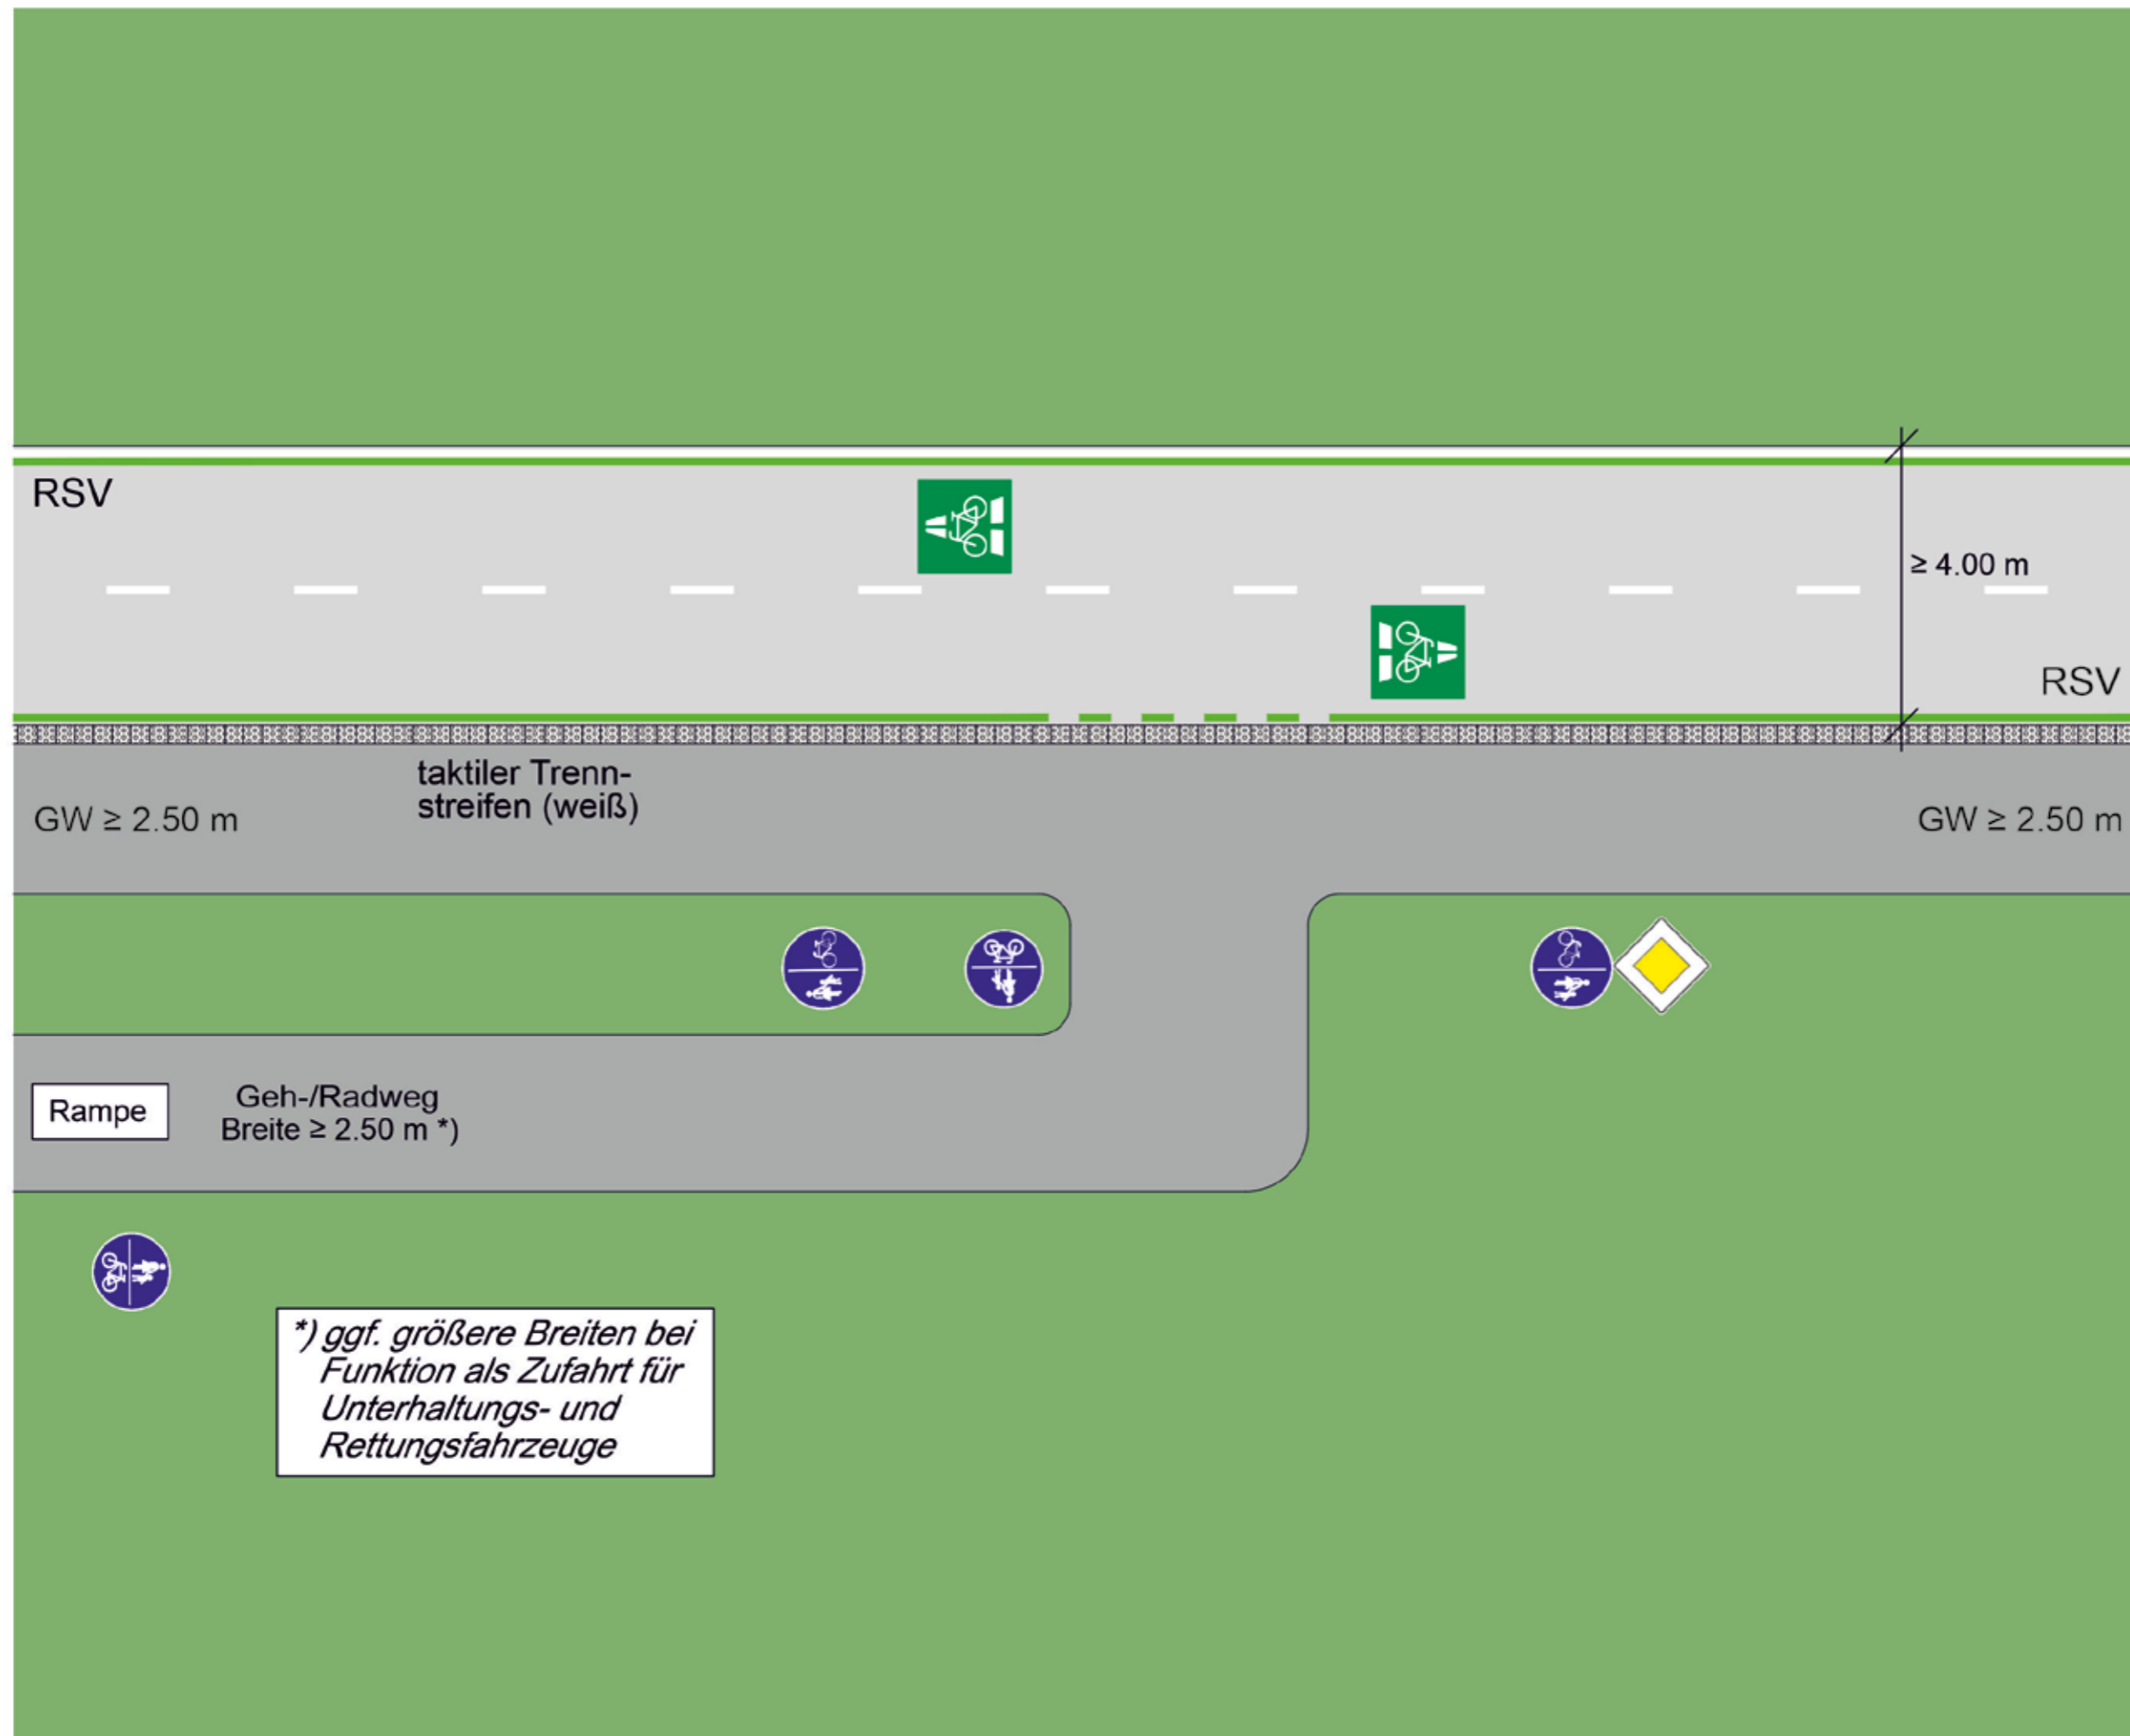 RSV
≥ 4.00 m
RSV
taktiler Trenn-
streifen (weiß)
GW ≥ 2.50 m
GW ≥ 2.50 m
Rampe
Geh-/Radweg
Breite ≥ 2.50 m *)
*) ggf. größere Breiten bei
Funktion als Zufahrt für
Unterhaltungs- und
Rettungsfahrzeuge